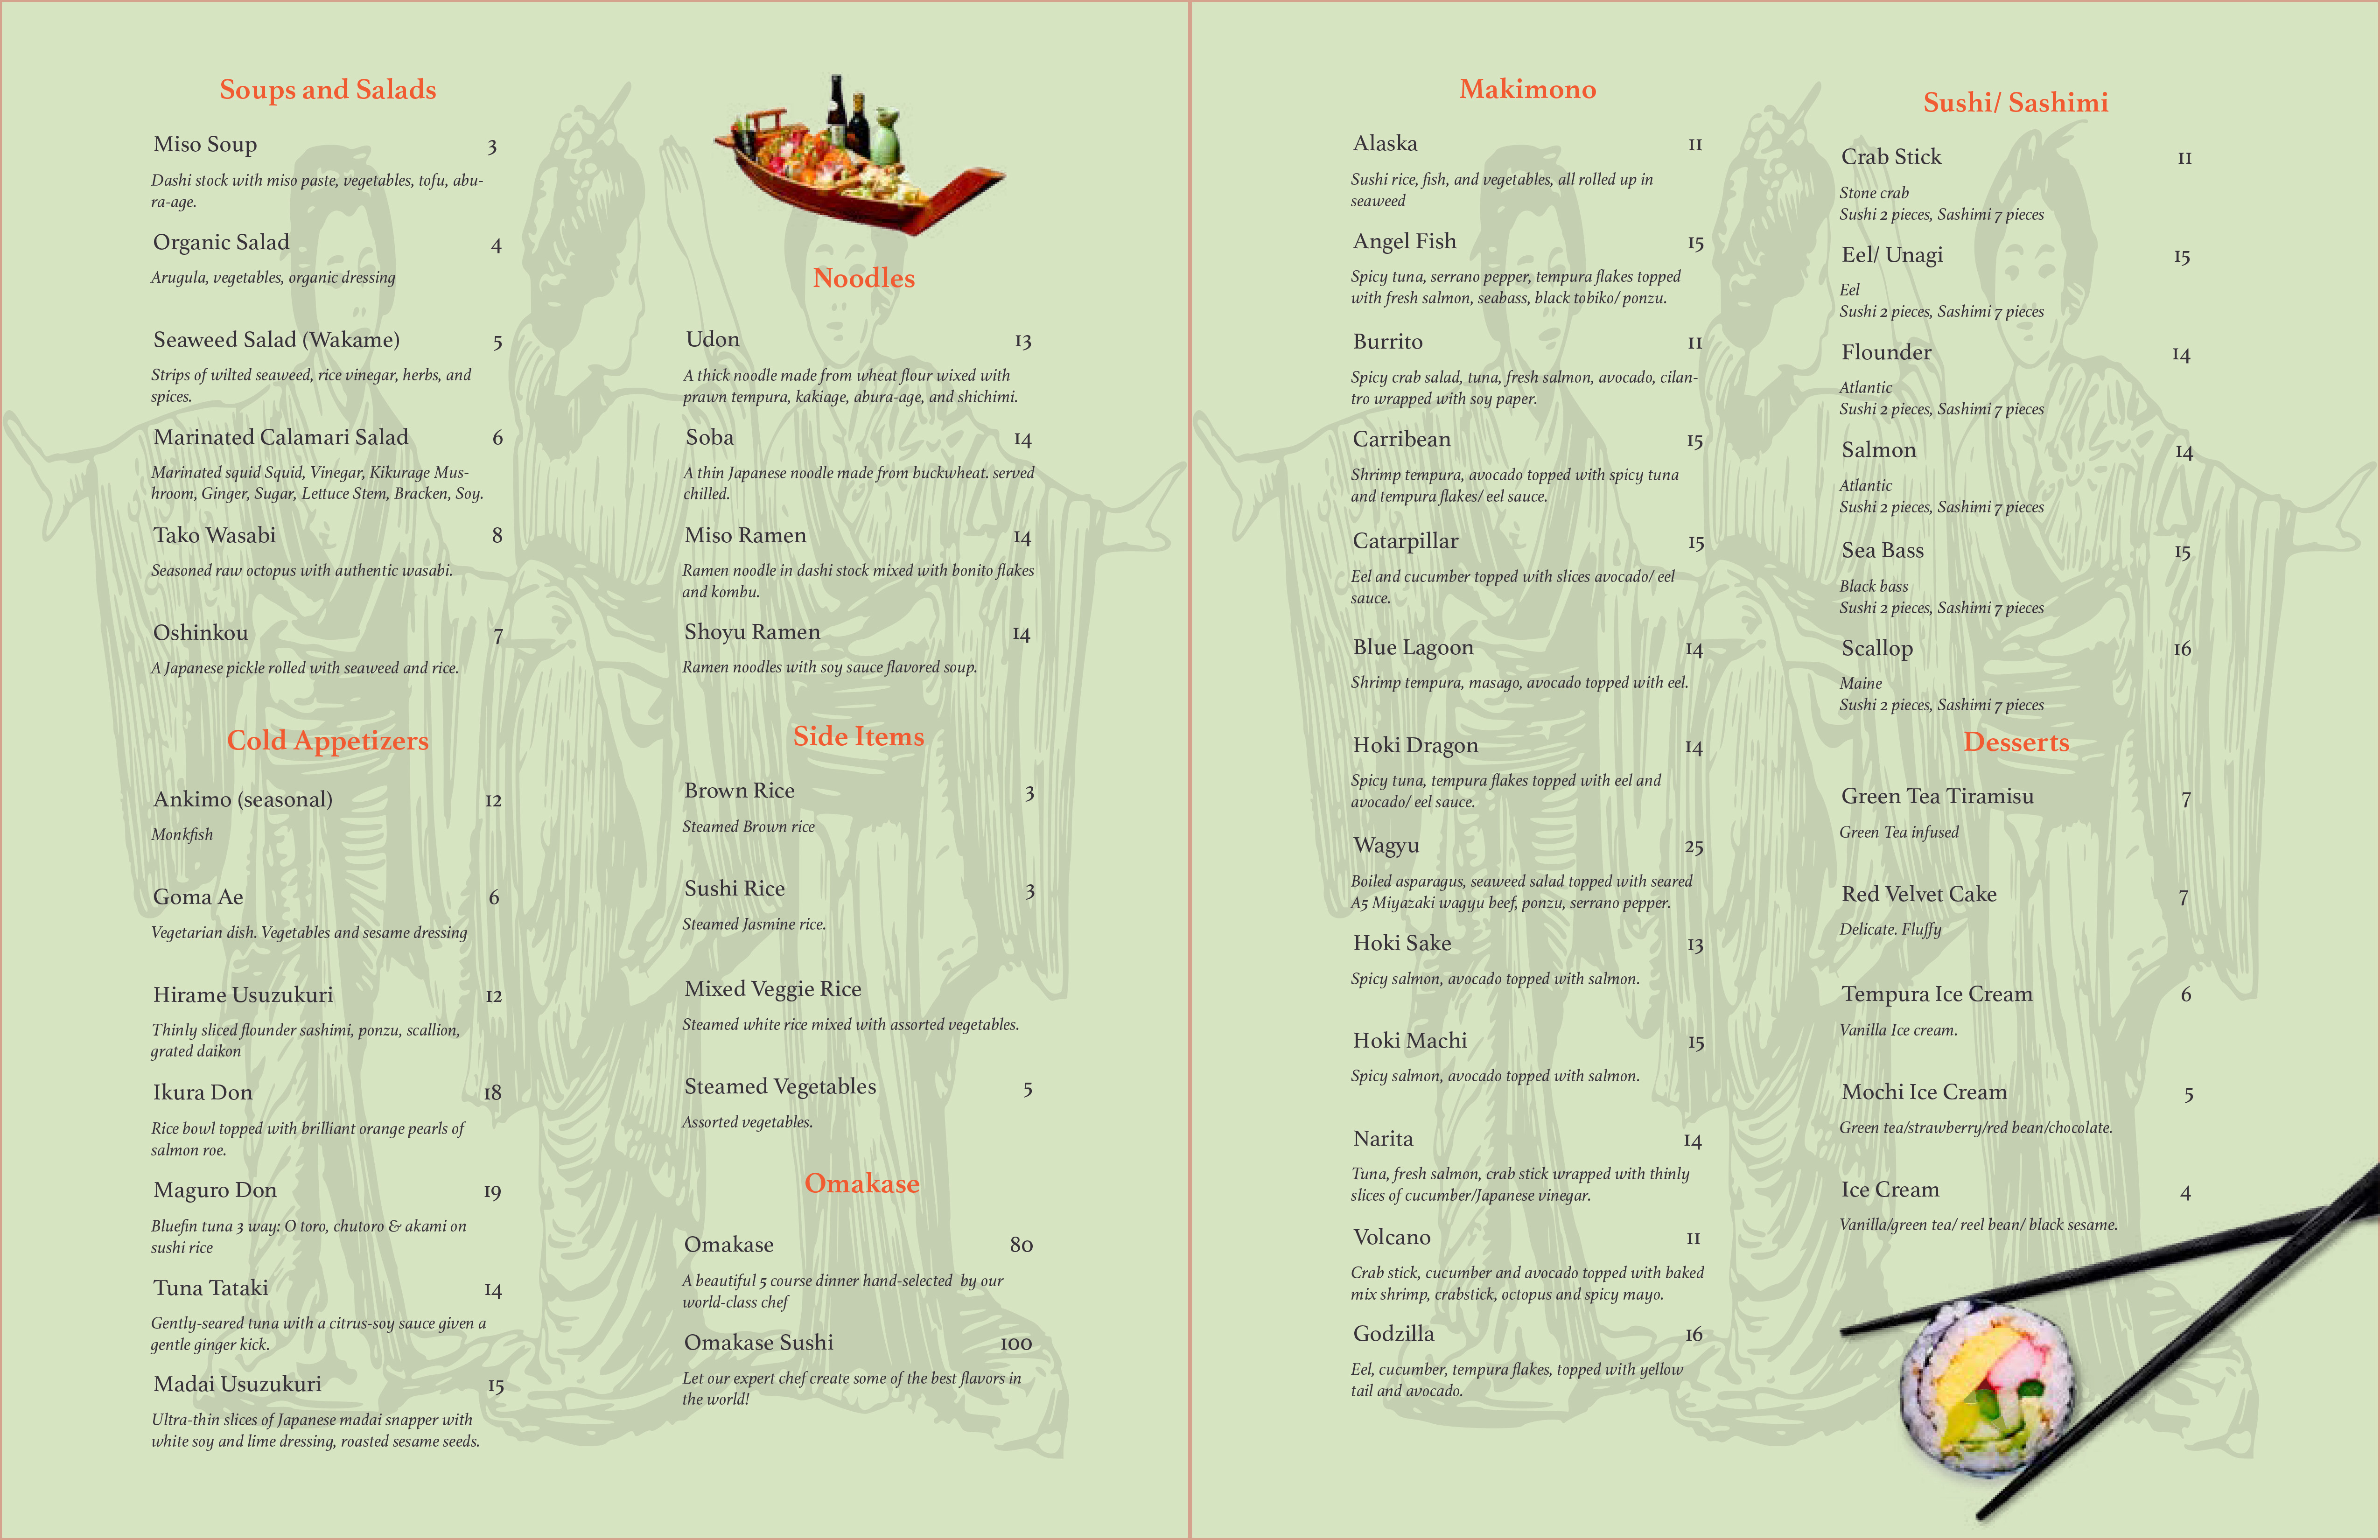 Soups and Salads
Miso Soup 3
Dashi stock with miso paste, vegetables, tofu, abu-
ra-age.
Organic Salad 4
Arugula, vegetables, organic dressing
Seaweed Salad (Wakame) 5
Strips of wilted seaweed, rice vinegar, herbs, and
spices.
Marinated Calamari Salad 6
Marinated squid Squid, Vinegar, Kikurage Mus-
hroom, Ginger, Sugar, Lettuce Stem, Bracken, Soy.
Tako Wasabi 8
Seasoned raw octopus with authentic wasabi.
Oshinkou 7
A Japanese pickle rolled with seaweed and rice.
Cold Appetizers
Ankimo (seasonal) 12
Monkfish
Goma Ae 6
Vegetarian dish. Vegetables and sesame dressing
Hirame Usuzukuri 12
Thinly sliced flounder sashimi, ponzu, scallion,
grated daikon
Ikura Don 18
Rice bowl topped with brilliant orange pearls of
salmon roe.
Maguro Don 19
Bluefin tuna 3 way: O toro, chutoro & akami on
sushi rice
Tuna Tataki 14
Gently-seared tuna with a citrus-soy sauce given a
gentle ginger kick.
Madai Usuzukuri 15
Ultra-thin slices of Japanese madai snapper with
white soy and lime dressing, roasted sesame seeds.
Noodles
Udon 13
A thick noodle made from wheat flour wixed with
prawn tempura, kakiage, abura-age, and shichimi.
Soba 14
A thin Japanese noodle made from buckwheat. served
chilled.
Miso Ramen 14
Ramen noodle in dashi stock mixed with bonito flakes
and kombu.
Shoyu Ramen 14
Ramen noodles with soy sauce flavored soup.
Side Items
Brown Rice 3
Steamed Brown rice
Sushi Rice 3
Steamed Jasmine rice.
Mixed Veggie Rice
Steamed white rice mixed with assorted vegetables.
Steamed Vegetables 5
Assorted vegetables.
Omakase
Omakase 80
A beautiful 5 course dinner hand-selected by our
world-class chef
Omakase Sushi 100
Let our expert chef create some of the best flavors in
the world!
Makimono
Alaska 11
Sushi rice, fish, and vegetables, all rolled up in
seaweed
Angel Fish 15
Spicy tuna, serrano pepper, tempura flakes topped
with fresh salmon, seabass, black tobiko/ ponzu.
Burrito 11
Spicy crab salad, tuna, fresh salmon, avocado, cilan-
tro wrapped with soy paper.
Carribean 15
Shrimp tempura, avocado topped with spicy tuna
and tempura flakes/ eel sauce.
Catarpillar 15
Eel and cucumber topped with slices avocado/ eel
sauce.
Blue Lagoon 14
Shrimp tempura, masago, avocado topped with eel.
Hoki Dragon 14
Spicy tuna, tempura flakes topped with eel and
avocado/ eel sauce.
Wagyu 25
Boiled asparagus, seaweed salad topped with seared
A5 Miyazaki wagyu beef, ponzu, serrano pepper.
Hoki Sake 13
Spicy salmon, avocado topped with salmon.
Hoki Machi 15
Spicy salmon, avocado topped with salmon.
Narita 14
Tuna, fresh salmon, crab stick wrapped with thinly
slices of cucumber/Japanese vinegar.
Volcano 11
Crab stick, cucumber and avocado topped with baked
mix shrimp, crabstick, octopus and spicy mayo.
Godzilla 16
Eel, cucumber, tempura flakes, topped with yellow
tail and avocado.
Sushi/ Sashimi
Crab Stick 11
Stone crab
Sushi 2 pieces, Sashimi 7 pieces
Eel/ Unagi 15
Eel
Sushi 2 pieces, Sashimi 7 pieces
Flounder 14
Atlantic
Sushi 2 pieces, Sashimi 7 pieces
Salmon 14
Atlantic
Sushi 2 pieces, Sashimi 7 pieces
Sea Bass 15
Black bass
Sushi 2 pieces, Sashimi 7 pieces
Scallop 16
Maine
Sushi 2 pieces, Sashimi 7 pieces
Desserts
Green Tea Tiramisu 7
Green Tea infused
Red Velvet Cake 7
Delicate. Fluffy
Tempura Ice Cream 6
Vanilla Ice cream.
Mochi Ice Cream 5
Green tea/strawberry/red bean/chocolate.
Ice Cream 4
Vanilla/green tea/ reel bean/ black sesame.